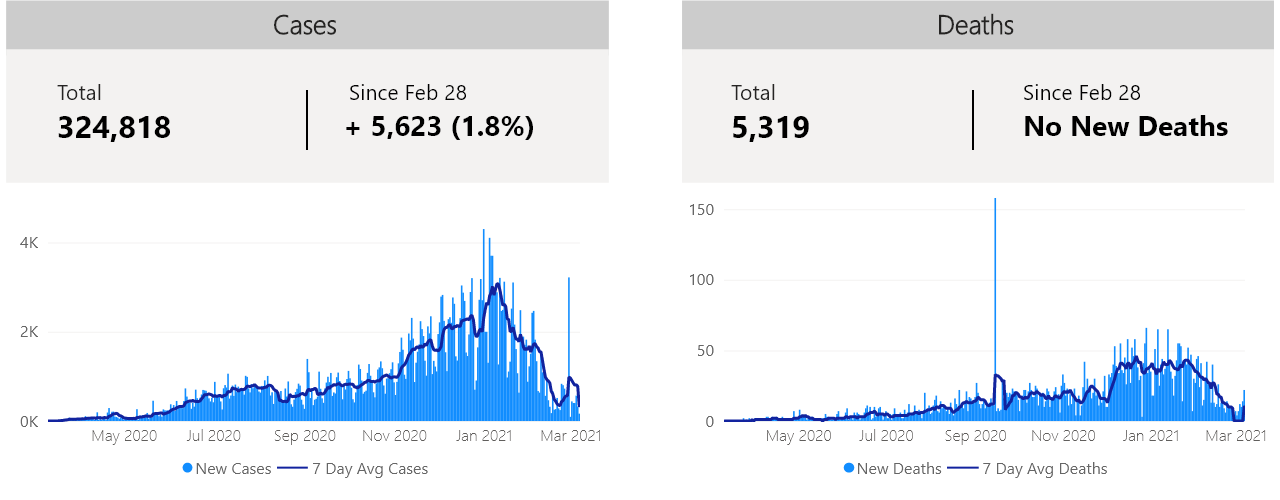 Cases
Total
324,818
Since Feb 28
+ 5,623 (1.8%)
4K
2K
0K
May 2020 Jul 2020 Sep 2020 Nov 2020 Jan 2021 Mar 2021
New Cases 7 Day Avg Cases
Deaths
Total
5,319
Since Feb 28
No New Deaths
150
100
50
0
May 2020 Jul 2020 Sep 2020 Nov 2020 Jan 2021 Mar 2021
New Deaths 7 Day Avg Deaths